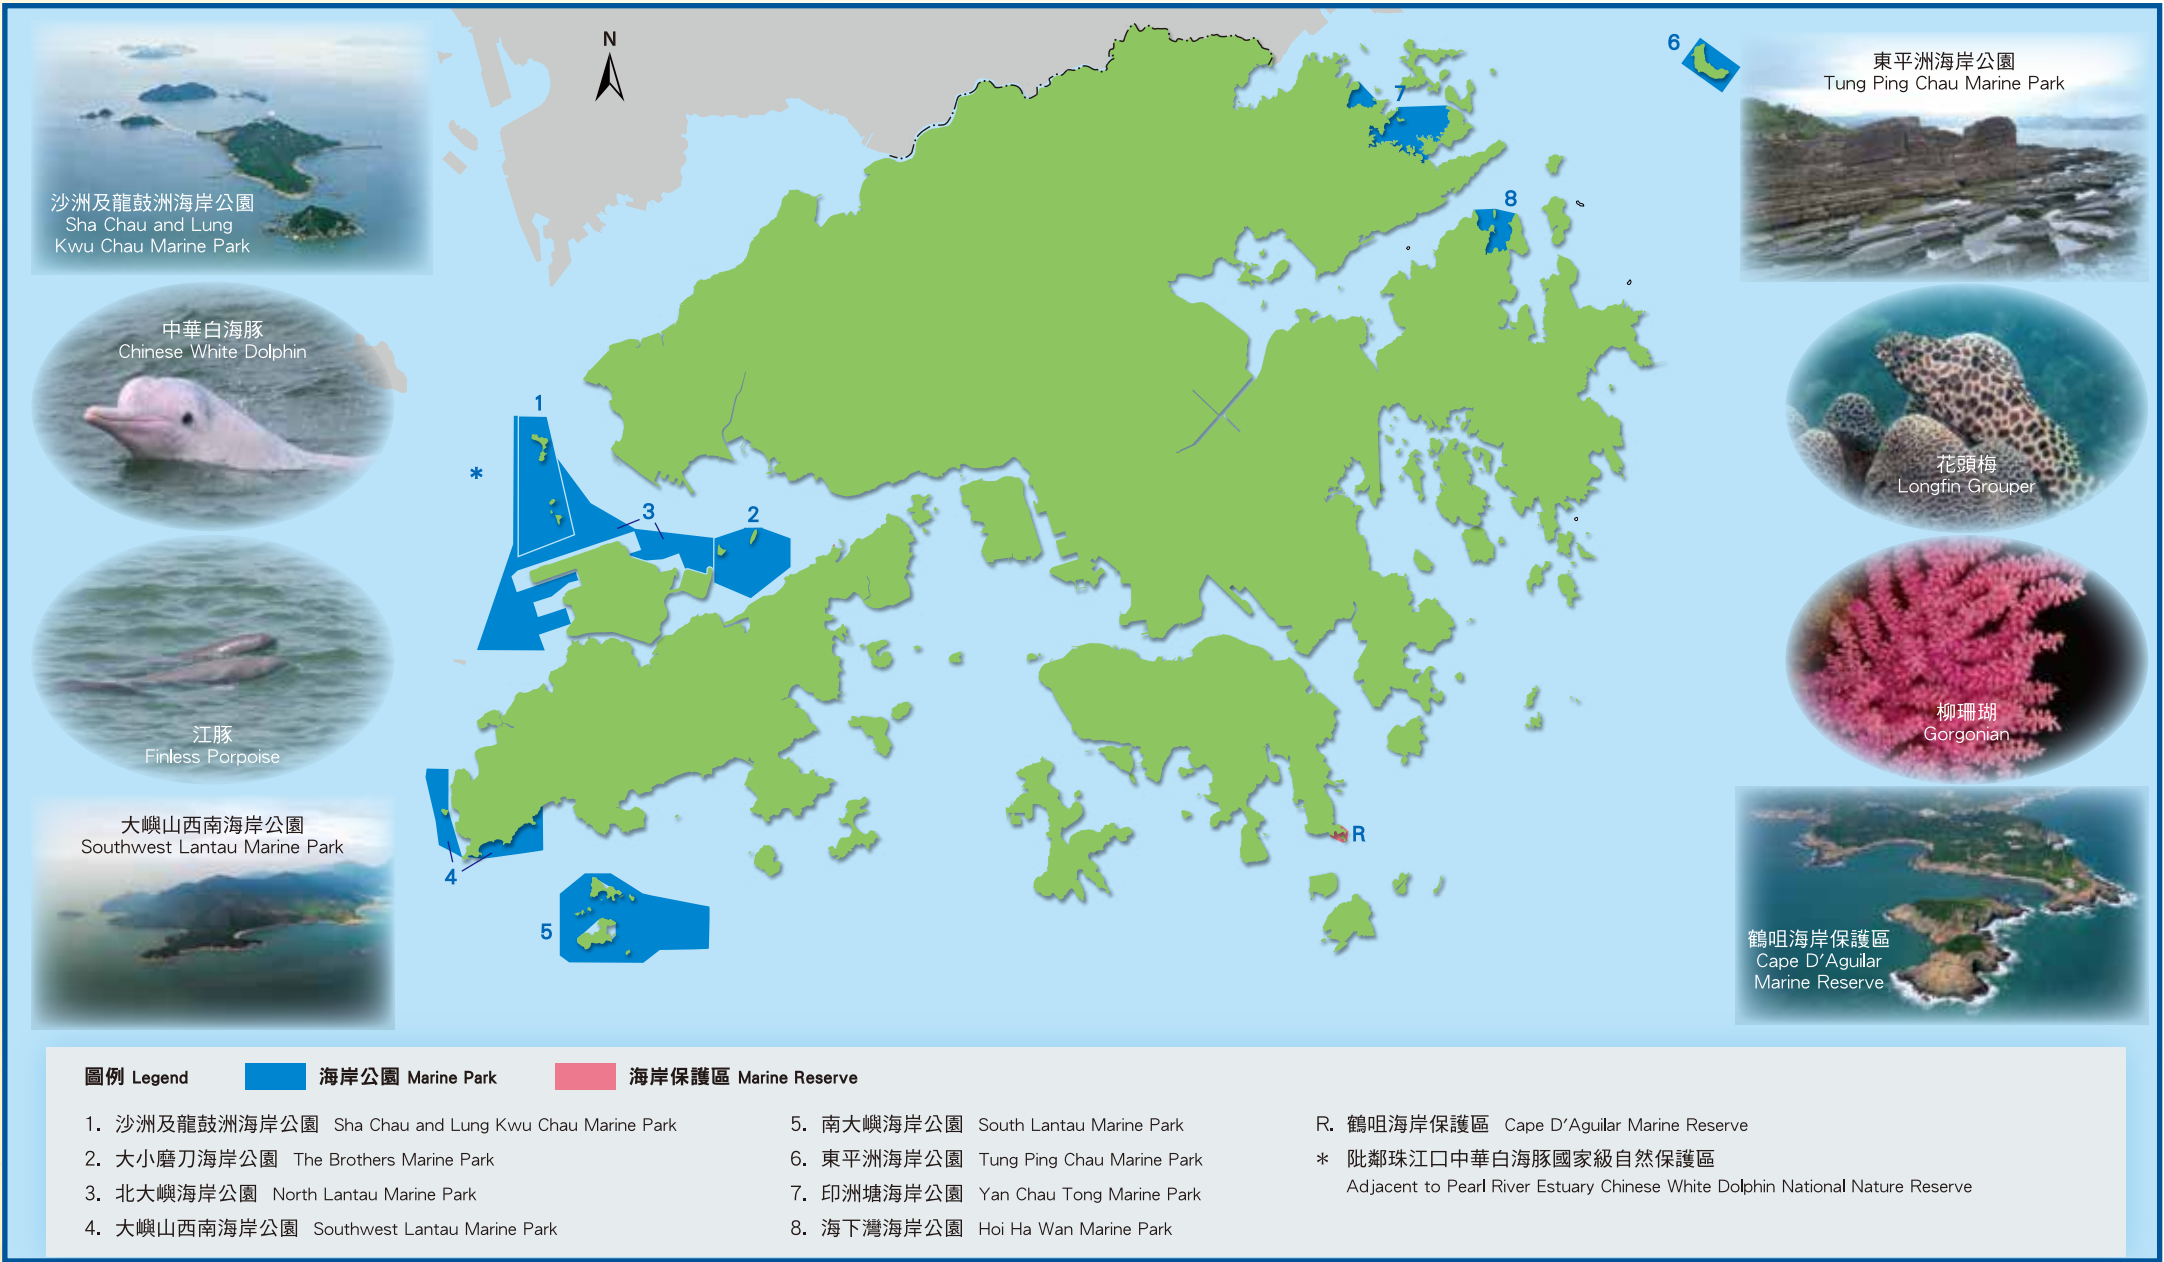 N
6
東平洲海岸公園
Tung Ping Chau Marine Park
7
沙洲及龍鼓洲海岸公園
Sha Chau and Lung
Kwu Chau Marine Park
8
中華白海豚
Chinese White Dolphin
1
*
花頭梅
Longfin Grouper
3
2
江豚
Finless Porpoise
柳珊瑚
Gorgonian
大嶼山西南海岸公園
Southwest Lantau Marine Park
R
4
5
鶴咀海岸保護區
Cape D'Aguilar
Marine Reserve
圖例 Legend 海岸公園 Marine Park 海岸保護區 Marine Reserve
1. 沙洲及龍鼓洲海岸公園 Sha Chau and Lung Kwu Chau Marine Park
2. 大小磨刀海岸公園 The Brothers Marine Park
3. 北大嶼海岸公園 North Lantau Marine Park
4. 大嶼山西南海岸公園 Southwest Lantau Marine Park
5. 南大嶼海岸公園 South Lantau Marine Park
6. 東平洲海岸公園 Tung Ping Chau Marine Park
7. 印洲塘海岸公園 Yan Chau Tong Marine Park
8. 海下灣海岸公園 Hoi Ha Wan Marine Park
R. 鶴咀海岸保護區 Cape D'Aguilar Marine Reserve
* 毗鄰珠江口中華白海豚國家級自然保護區
Adjacent to Pearl River Estuary Chinese White Dolphin National Nature Reserve